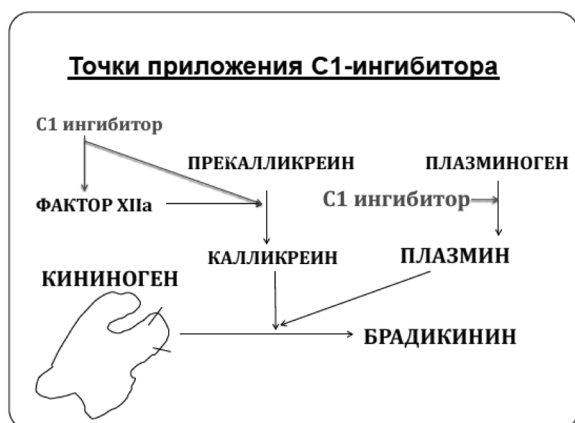 Точки приложения С1-ингибитора
С1 ингибитор
ПРЕКАЛЛИКРЕИН
ПЛАЗМИНОГЕН
ФАКТОР XIIa
С1 ингибитор
КАЛЛИКРЕИН
ПЛАЗМИН
КИНИНОГЕН
БРАДИКИНИН